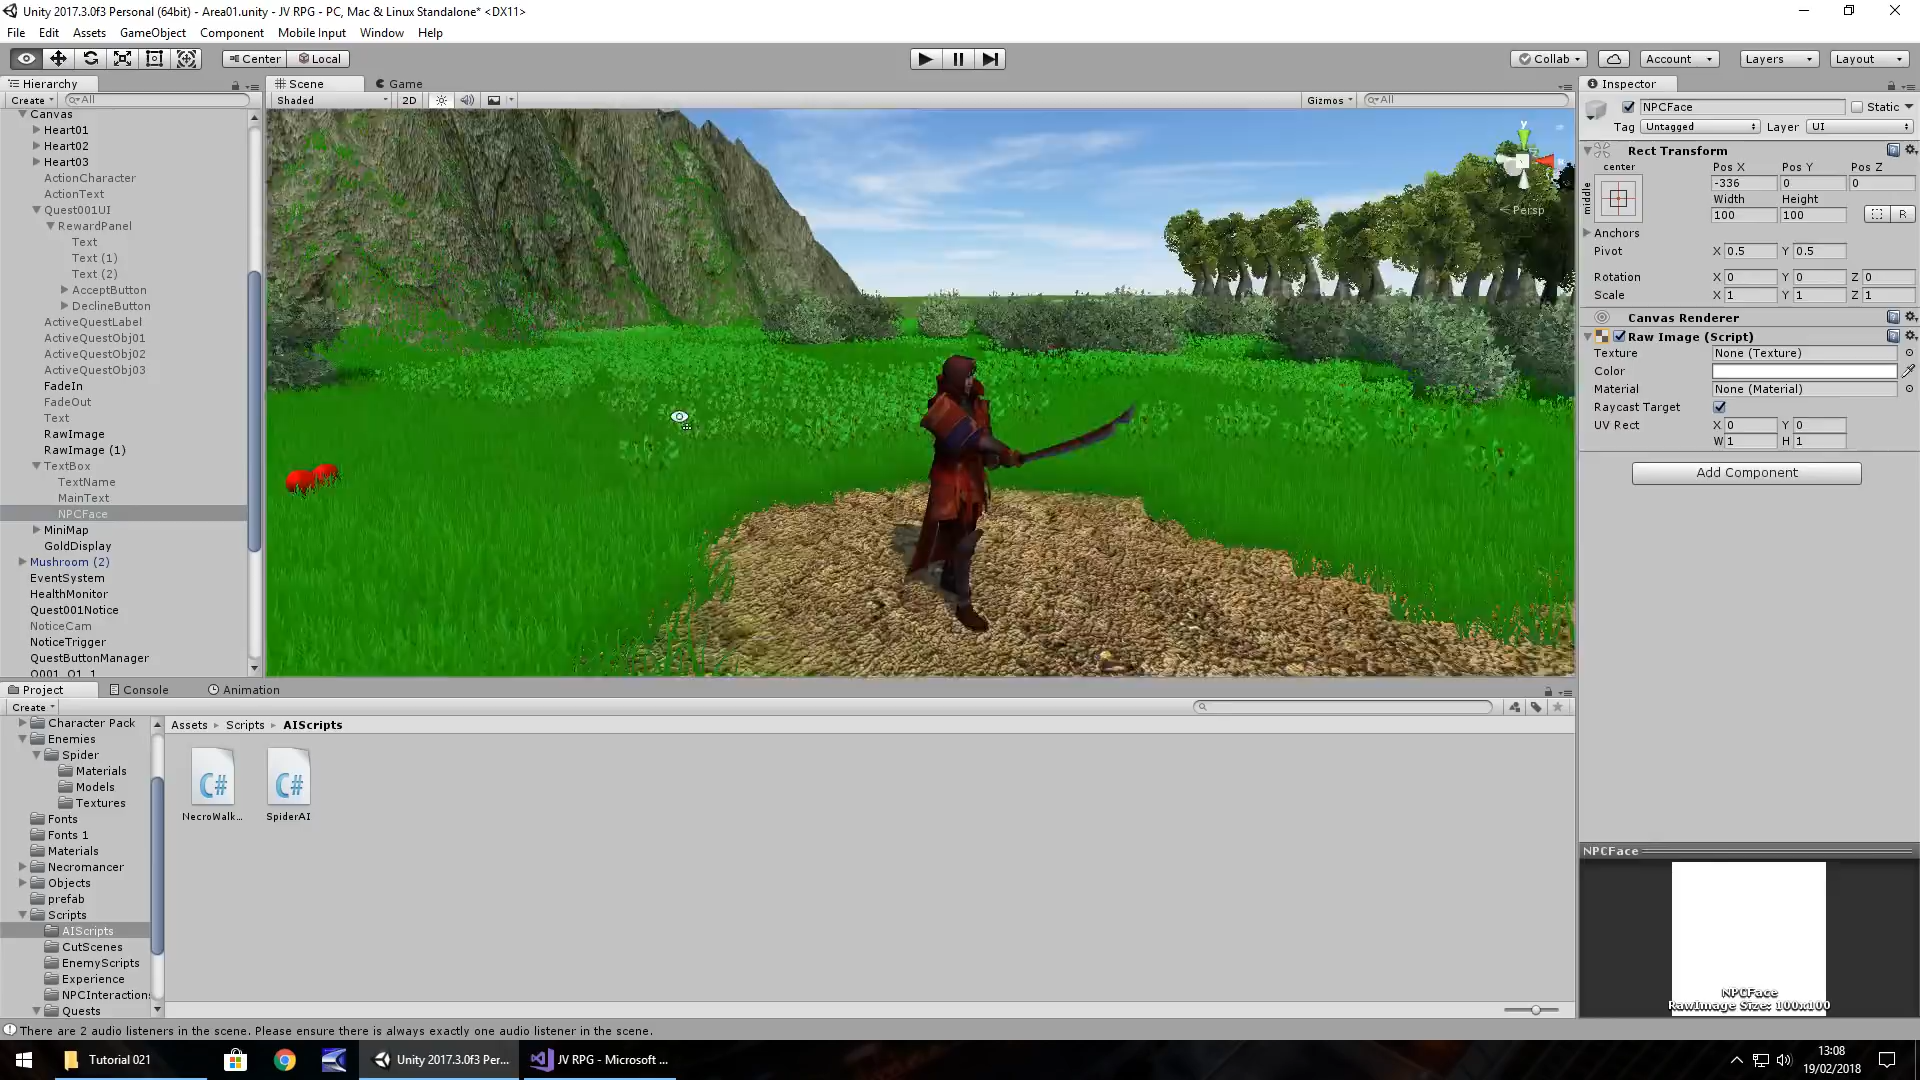 Unity 2017.3.0f3 Personal (64bit) - Area01.unity - JV RPG - PC, Mac & Linux Standalone* <DX11>
File Edit Assets GameObject Component Mobile Input Window Help
Center Local
Collab Account Layers Layout
Hierarchy
Create All
Canvas
Heart01
Heart02
Heart03
ActionCharacter
ActionText
Quest001UI
RewardPanel
Text
Text (1)
Text (2)
AcceptButton
DeclineButton
ActiveQuestLabel
ActiveQuestObj01
ActiveQuestObj02
ActiveQuestObj03
FadeIn
FadeOut
Text
RawImage
RawImage (1)
TextBox
TextName
MainText
NPCFace
MiniMap
GoldDisplay
Mushroom (2)
EventSystem
HealthMonitor
Quest001Notice
NoticeCam
NoticeTrigger
QuestButtonManager
Scene Game
Shaded 2D Gizmos All
y
Persp
Inspector
NPCFace Static
Tag Untagged Layer UI
Rect Transform
center
middle
Pos X Pos Y Pos Z
-336 0 0
Width Height
100 100 R
Anchors
Pivot X 0.5 Y 0.5
Rotation X 0 Y 0 Z 0
Scale X 1 Y 1 Z 1
Canvas Renderer
Raw Image (Script)
Texture None (Texture)
Color
Material None (Material)
Raycast Target
UV Rect X 0 Y 0
W 1 H 1
Add Component
NPCFace
NPCFace
RawImage Size: 100x100
Project Console Animation
Create
Character Pack
Enemies
Spider
Materials
Models
Textures
Fonts
Fonts 1
Materials
Necromancer
Objects
prefab
Scripts
AIScripts
CutScenes
EnemyScripts
Experience
NPCInteraction
Quests
Assets Scripts AIScripts
C# C#
NecroWalk... SpiderAI
There are 2 audio listeners in the scene. Please ensure there is always exactly one audio listener in the scene.
Tutorial 021
Unity 2017.3.0f3 Per...
JV RPG - Microsoft ...
13:08
19/02/2018